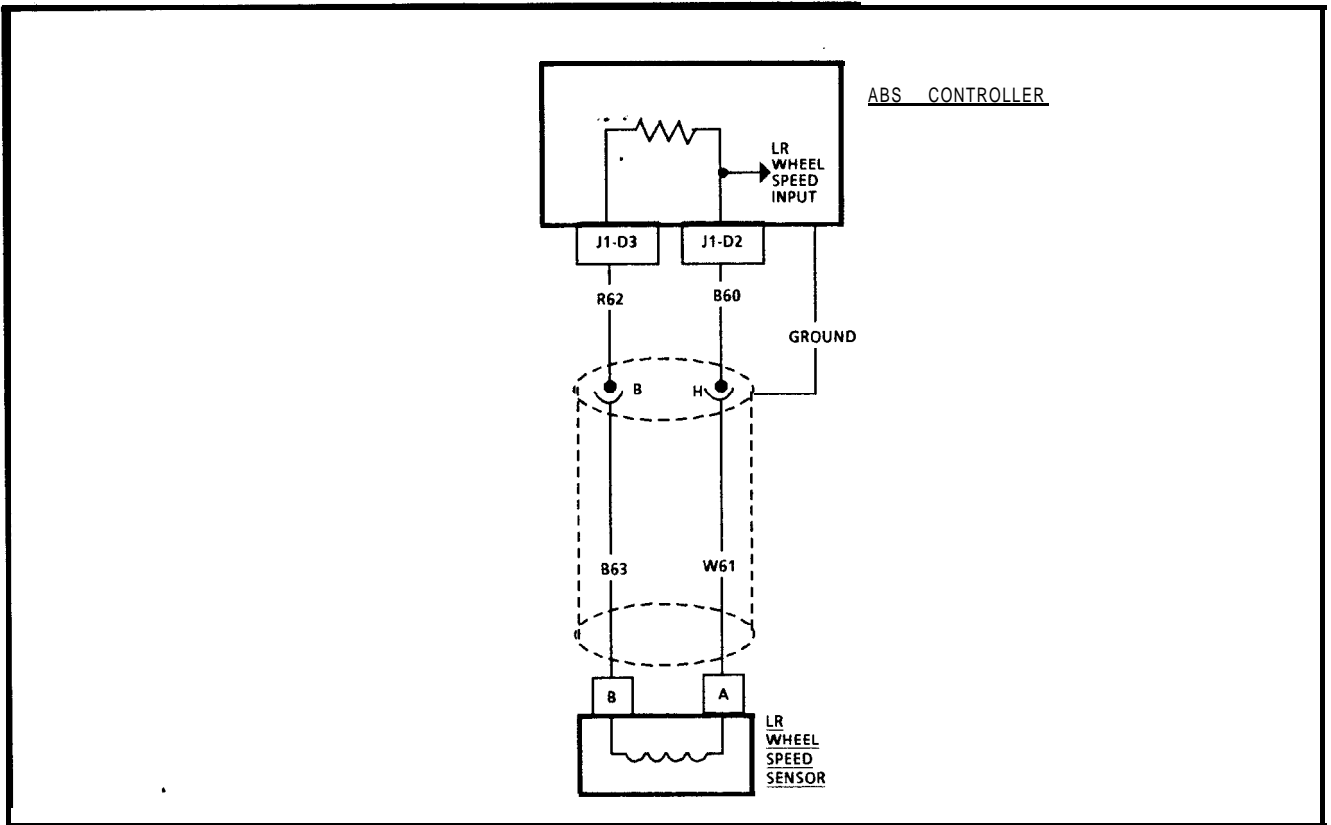 ABS CONTROLLER
LR
WHEEL
SPEED
INPUT
J1-D3
J1-D2
R62
B60
GROUND
B
H
B63
W61
B
A
LR
WHEEL
SPEED
SENSOR